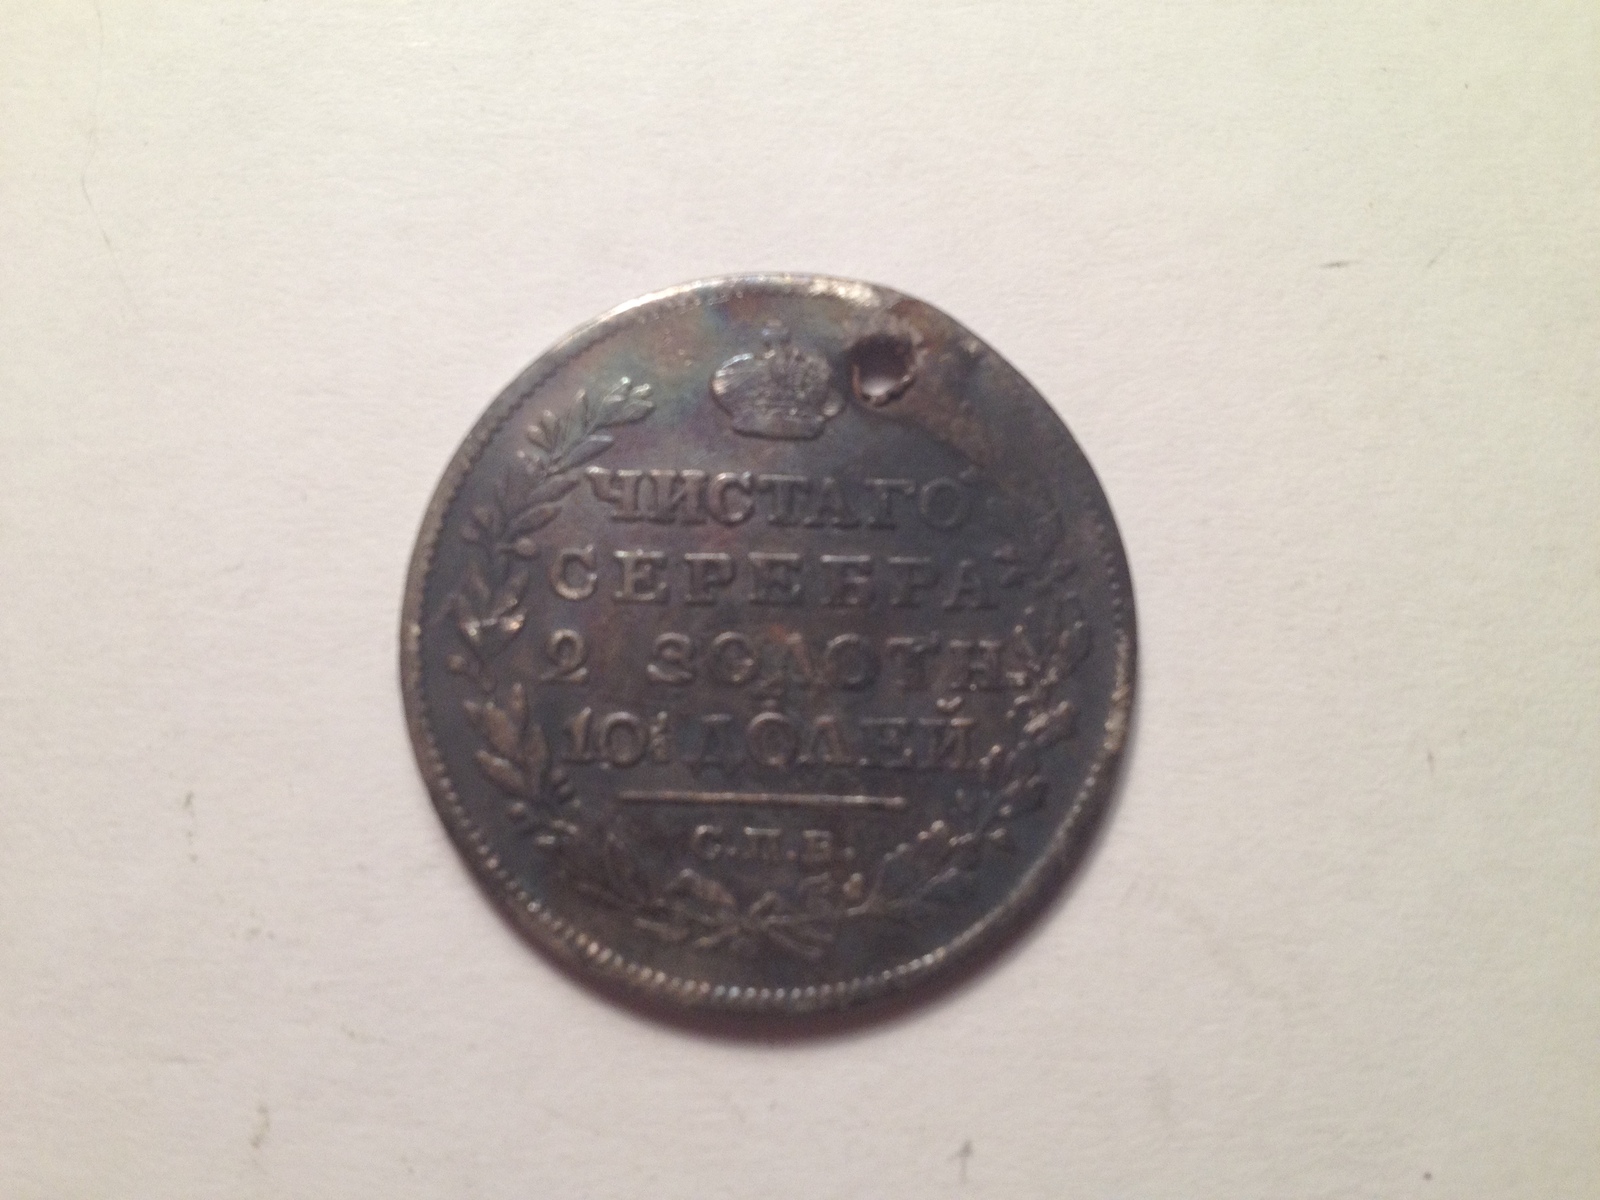 ЧИСТАГО
СЕРЕБРА
2 ЗОЛОТН.
10½ ДОЛЕЙ
С.П.Б.